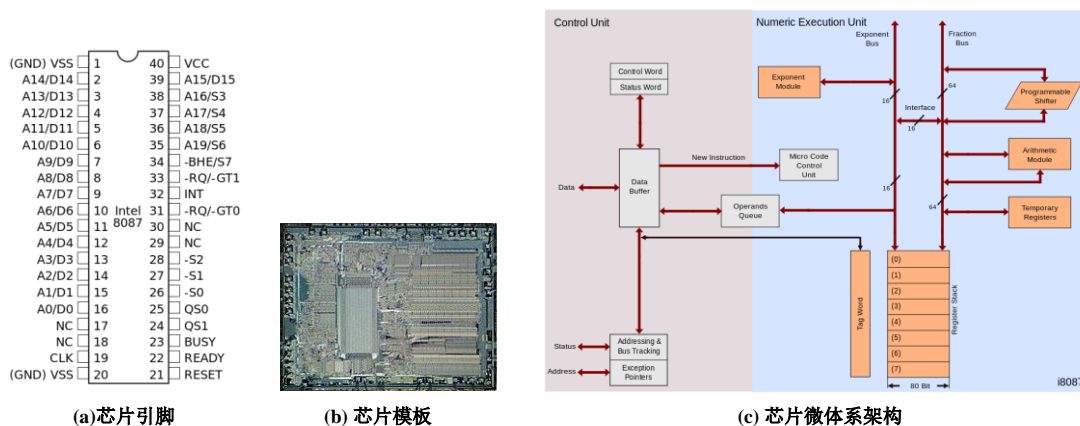 (GND) VSS 1 40 VCC
A14/D14 2 39 A15/D15
A13/D13 3 38 A16/S3
A12/D12 4 37 A17/S4
A11/D11 5 36 A18/S5
A10/D10 6 35 A19/S6
A9/D9 7 34 -BHE/S7
A8/D8 8 33 -RQ/-GT1
A7/D7 9 32 INT
A6/D6 10 31 -RQ/-GT0
A5/D5 11 30 NC
A4/D4 12 29 NC
A3/D3 13 28 -S2
A2/D2 14 27 -S1
A1/D1 15 26 -S0
A0/D0 16 25 QS0
NC 17 24 QS1
NC 18 23 BUSY
CLK 19 22 READY
(GND) VSS 20 21 RESET
Intel
8087
(a)芯片引脚
(b) 芯片模板
Control Unit
Numeric Execution Unit
Exponent
Bus
Fraction
Bus
Control Word
Status Word
Exponent
Module
Programmable
Shifter
16
64
Interface
16
New Instruction
Micro Code
Control
Unit
Arithmetic
Module
Data
Data
Buffer
16
Operands
Queue
64
Temporary
Registers
Tag Word
(0)
(1)
(2)
(3)
(4)
(5)
(6)
(7)
Register Stack
Status
Addressing &
Bus Tracking
Address
Exception
Pointers
80 Bit
i8087
(c) 芯片微体系架构